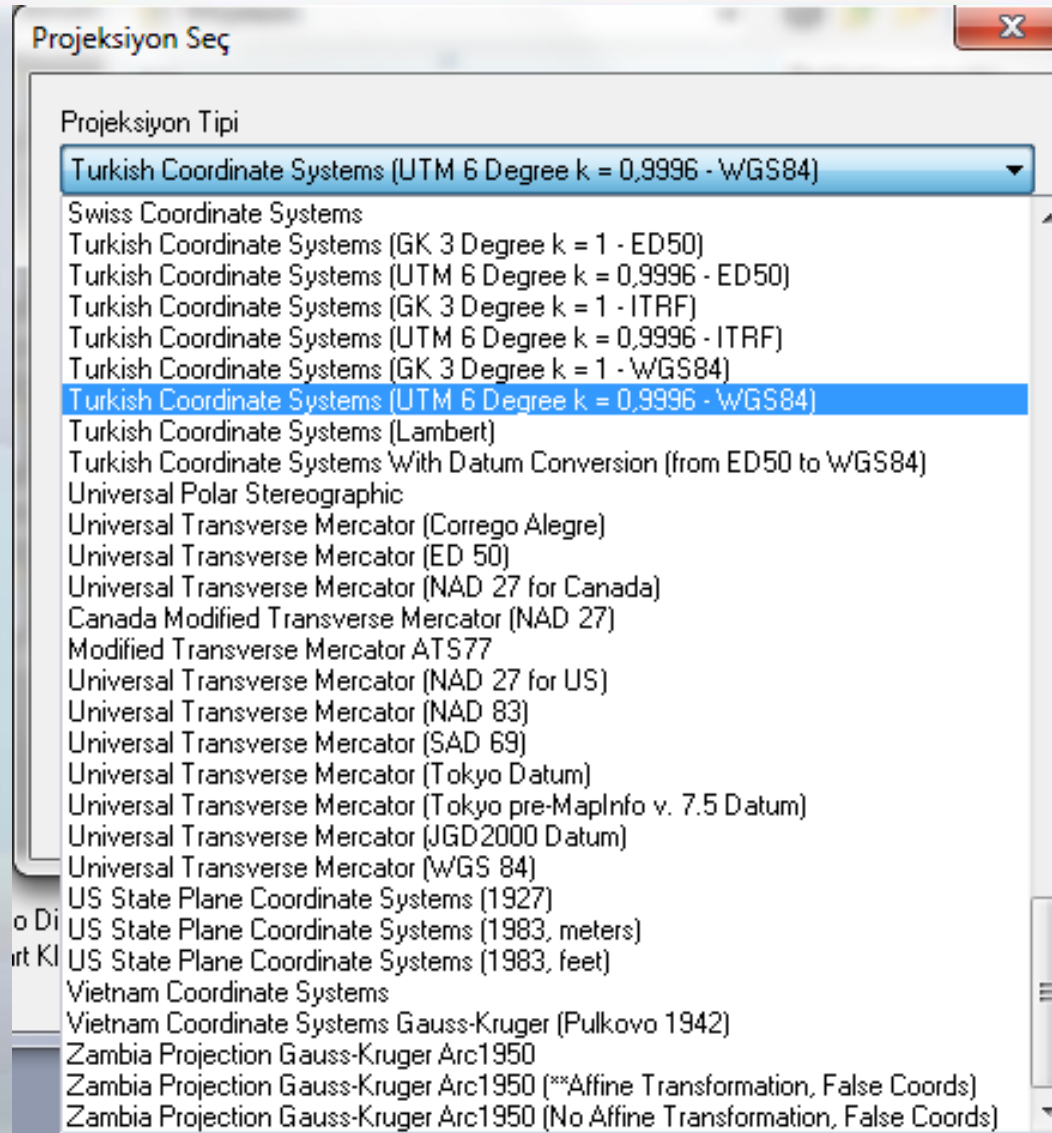 Projeksiyon Seç
Projeksiyon Tipi
Turkish Coordinate Systems (UTM 6 Degree k = 0,9996 - WGS84)
Swiss Coordinate Systems
Turkish Coordinate Systems (GK 3 Degree k = 1 - ED50)
Turkish Coordinate Systems (UTM 6 Degree k = 0,9996 - ED50)
Turkish Coordinate Systems (GK 3 Degree k = 1 - ITRF)
Turkish Coordinate Systems (UTM 6 Degree k = 0,9996 - ITRF)
Turkish Coordinate Systems (GK 3 Degree k = 1 - WGS84)
Turkish Coordinate Systems (UTM 6 Degree k = 0,9996 - WGS84)
Turkish Coordinate Systems (Lambert)
Turkish Coordinate Systems With Datum Conversion (from ED50 to WGS84)
Universal Polar Stereographic
Universal Transverse Mercator (Corrego Alegre)
Universal Transverse Mercator (ED 50)
Universal Transverse Mercator (NAD 27 for Canada)
Canada Modified Transverse Mercator (NAD 27)
Modified Transverse Mercator ATS77
Universal Transverse Mercator (NAD 27 for US)
Universal Transverse Mercator (NAD 83)
Universal Transverse Mercator (SAD 69)
Universal Transverse Mercator (Tokyo Datum)
Universal Transverse Mercator (Tokyo pre-MapInfo v. 7.5 Datum)
Universal Transverse Mercator (JGD2000 Datum)
Universal Transverse Mercator (WGS 84)
US State Plane Coordinate Systems (1927)
o Di
US State Plane Coordinate Systems (1983, meters)
art Kl
US State Plane Coordinate Systems (1983, feet)
Vietnam Coordinate Systems
Vietnam Coordinate Systems Gauss-Kruger (Pulkovo 1942)
Zambia Projection Gauss-Kruger Arc1950
Zambia Projection Gauss-Kruger Arc1950 (**Affine Transformation, False Coords)
Zambia Projection Gauss-Kruger Arc1950 (No Affine Transformation, False Coords)